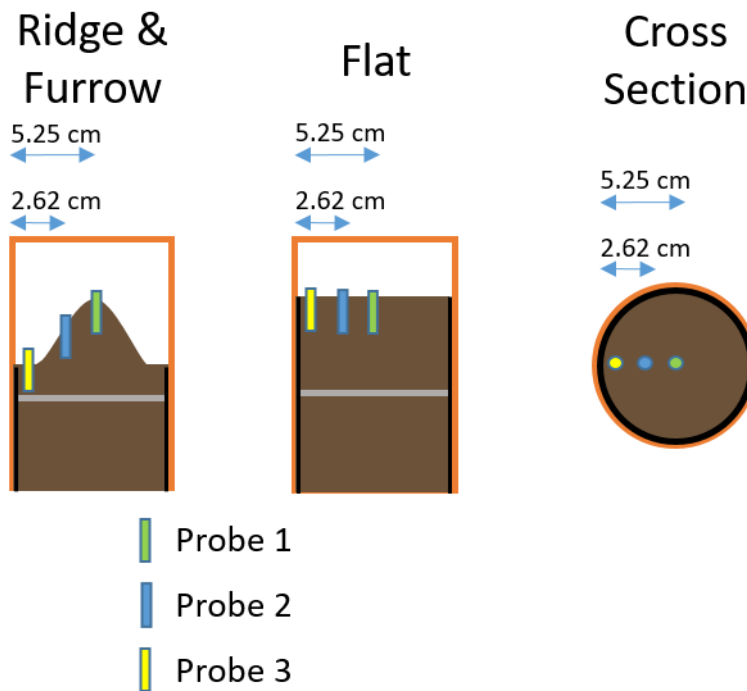 Ridge &
Furrow
Flat
Cross
Section
5.25 cm
5.25 cm
5.25 cm
2.62 cm
2.62 cm
2.62 cm
Probe 1
Probe 2
Probe 3